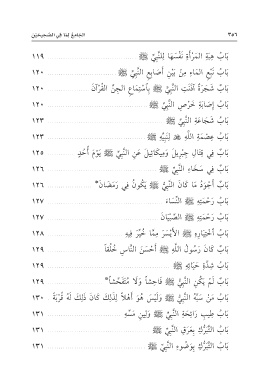 ٣٥٦ الجامع لما في الصحيحين
بَابُ هِبَةِ الْمَرْأَةِ نَفْسَهَا لِلنَّبِيِّ ﷺ ١١٩
بَابُ نَبْعِ الْمَاءِ مِنْ بَيْنِ أَصَابِعِ النَّبِيِّ ﷺ ١٢٠
بَابُ شَجَرَةٌ آذَنَتِ النَّبِيَّ ﷺ بِاسْتِمَاعِ الْجِنِّ الْقُرْآنَ ١٢٠
بَابُ إِصَابَةِ خَرْصِ النَّبِيِّ ﷺ ١٢٠
بَابُ شَجَاعَةِ النَّبِيِّ ﷺ ١٢٣
بَابُ عِصْمَةِ اللَّهِ ﷻ لِنَبِيِّهِ ﷺ ١٢٣
بَابٌ فِي قِتَالِ جِبْرِيلَ وَمِيكَائِيلَ عَنِ النَّبِيِّ ﷺ يَوْمَ أُحُدٍ ١٢٥
بَابٌ فِي سَخَاءِ النَّبِيِّ ﷺ ١٢٦
بَابُ أَجْوَدُ مَا كَانَ النَّبِيُّ ﷺ يَكُونُ فِي رَمَضَانَ* ١٢٦
بَابُ رَحْمَتِهِ ﷺ النِّسَاءَ ١٢٧
بَابُ رَحْمَتِهِ ﷺ الصِّبْيَانَ ١٢٧
بَابُ اخْتِيَارِهِ ﷺ الْأَيْسَرَ مِمَّا خُيِّرَ فِيهِ ١٢٨
بَابُ كَانَ رَسُولُ اللَّهِ ﷺ أَحْسَنَ النَّاسِ خُلُقًا ١٢٩
بَابُ شِدَّةِ حَيَائِهِ ﷺ ١٢٩
بَابُ لَمْ يَكُنِ النَّبِيُّ ﷺ فَاحِشًا وَلَا مُتَفَحِّشًا* ١٢٩
بَابُ مَنْ سَبَّهُ النَّبِيُّ ﷺ وَلَيْسَ هُوَ أَهْلًا لِذَلِكَ كَانَ ذَلِكَ لَهُ قُرْبَةً ١٣٠
بَابُ طِيبِ رَائِحَةِ النَّبِيِّ ﷺ وَلِينِ مَسِّهِ ١٣١
بَابُ التَّبَرُّكِ بِعَرَقِ النَّبِيِّ ﷺ ١٣١
بَابُ التَّبَرُّكِ بِوَضُوءِ النَّبِيِّ ﷺ ١٣١